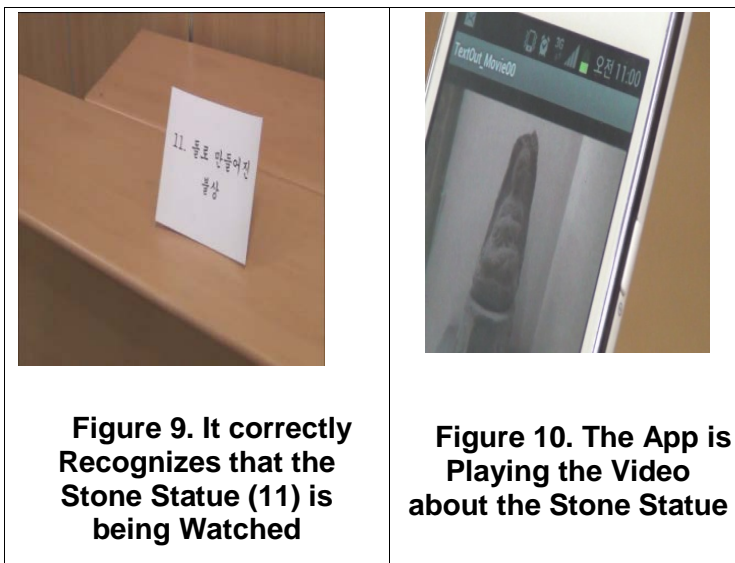 11. 돌로 만들어진
돌상
TextOut_Movie00
3G
오전 11:00
Figure 9. It correctly
Recognizes that the
Stone Statue (11) is
being Watched
Figure 10. The App is
Playing the Video
about the Stone Statue